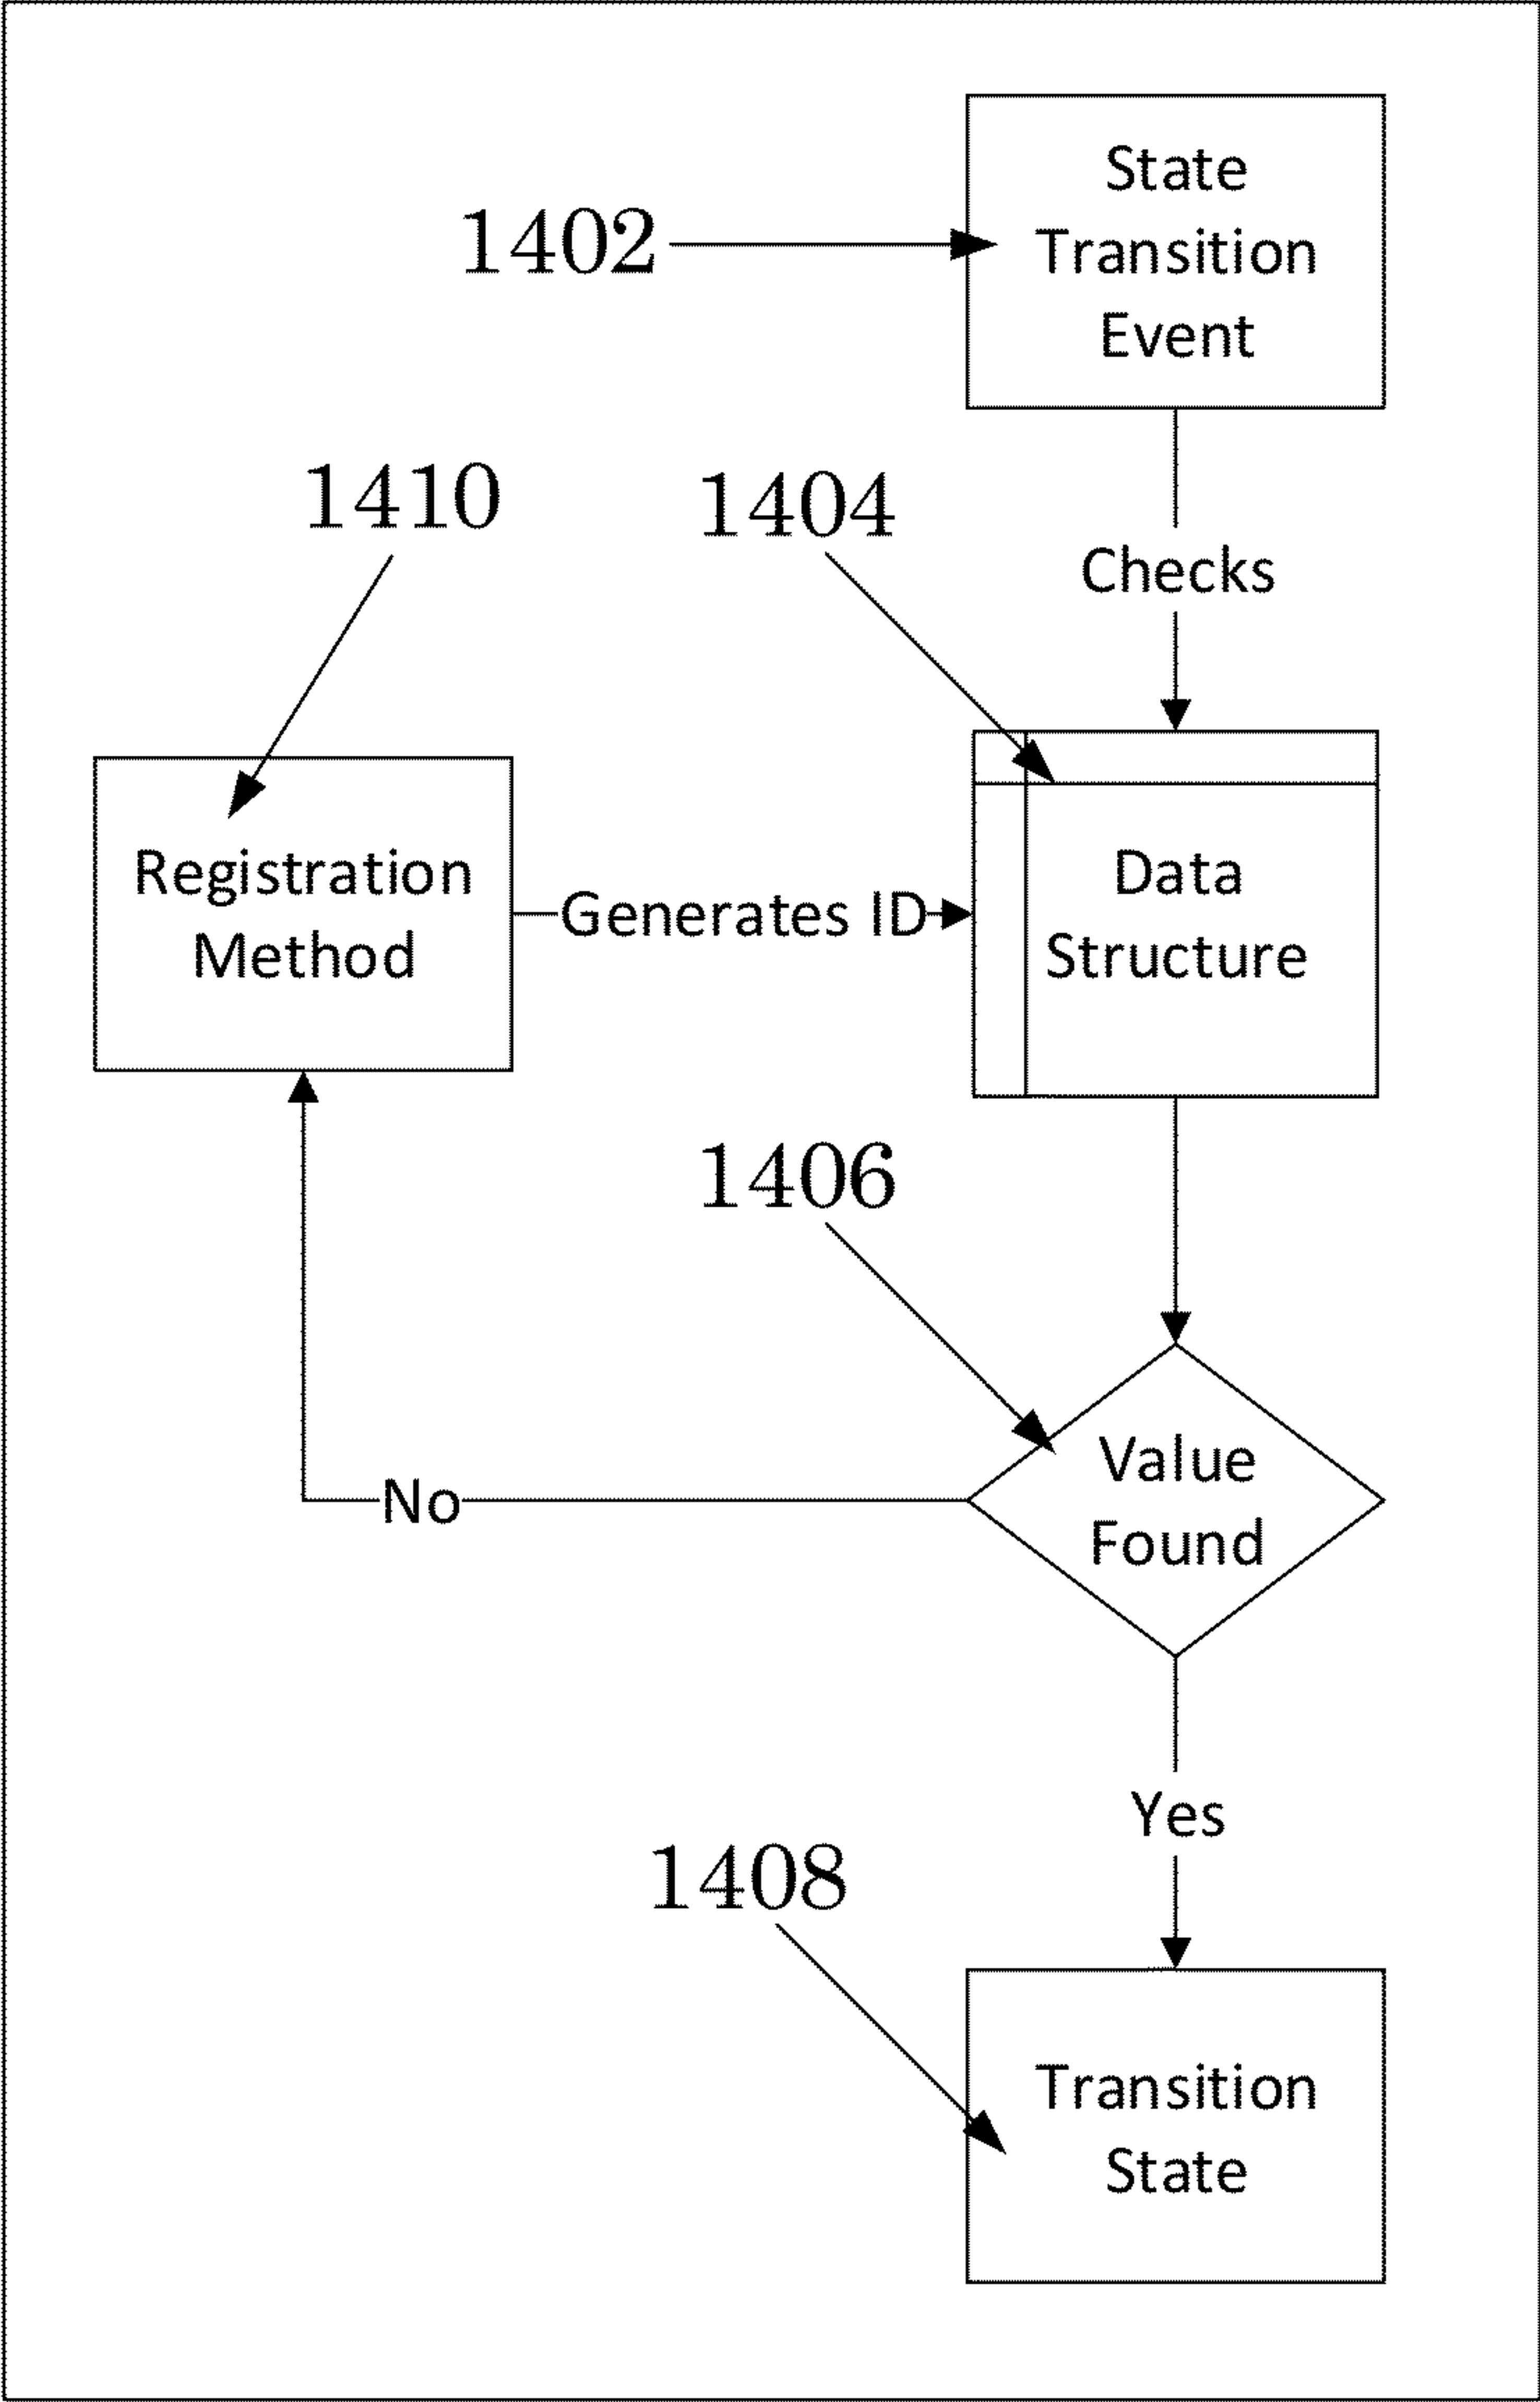 State
Transition
Event
1402
1410
1404
Checks
Registration
Method
Generates ID
Data
Structure
1406
Value
Found
No
Yes
1408
Transition
State